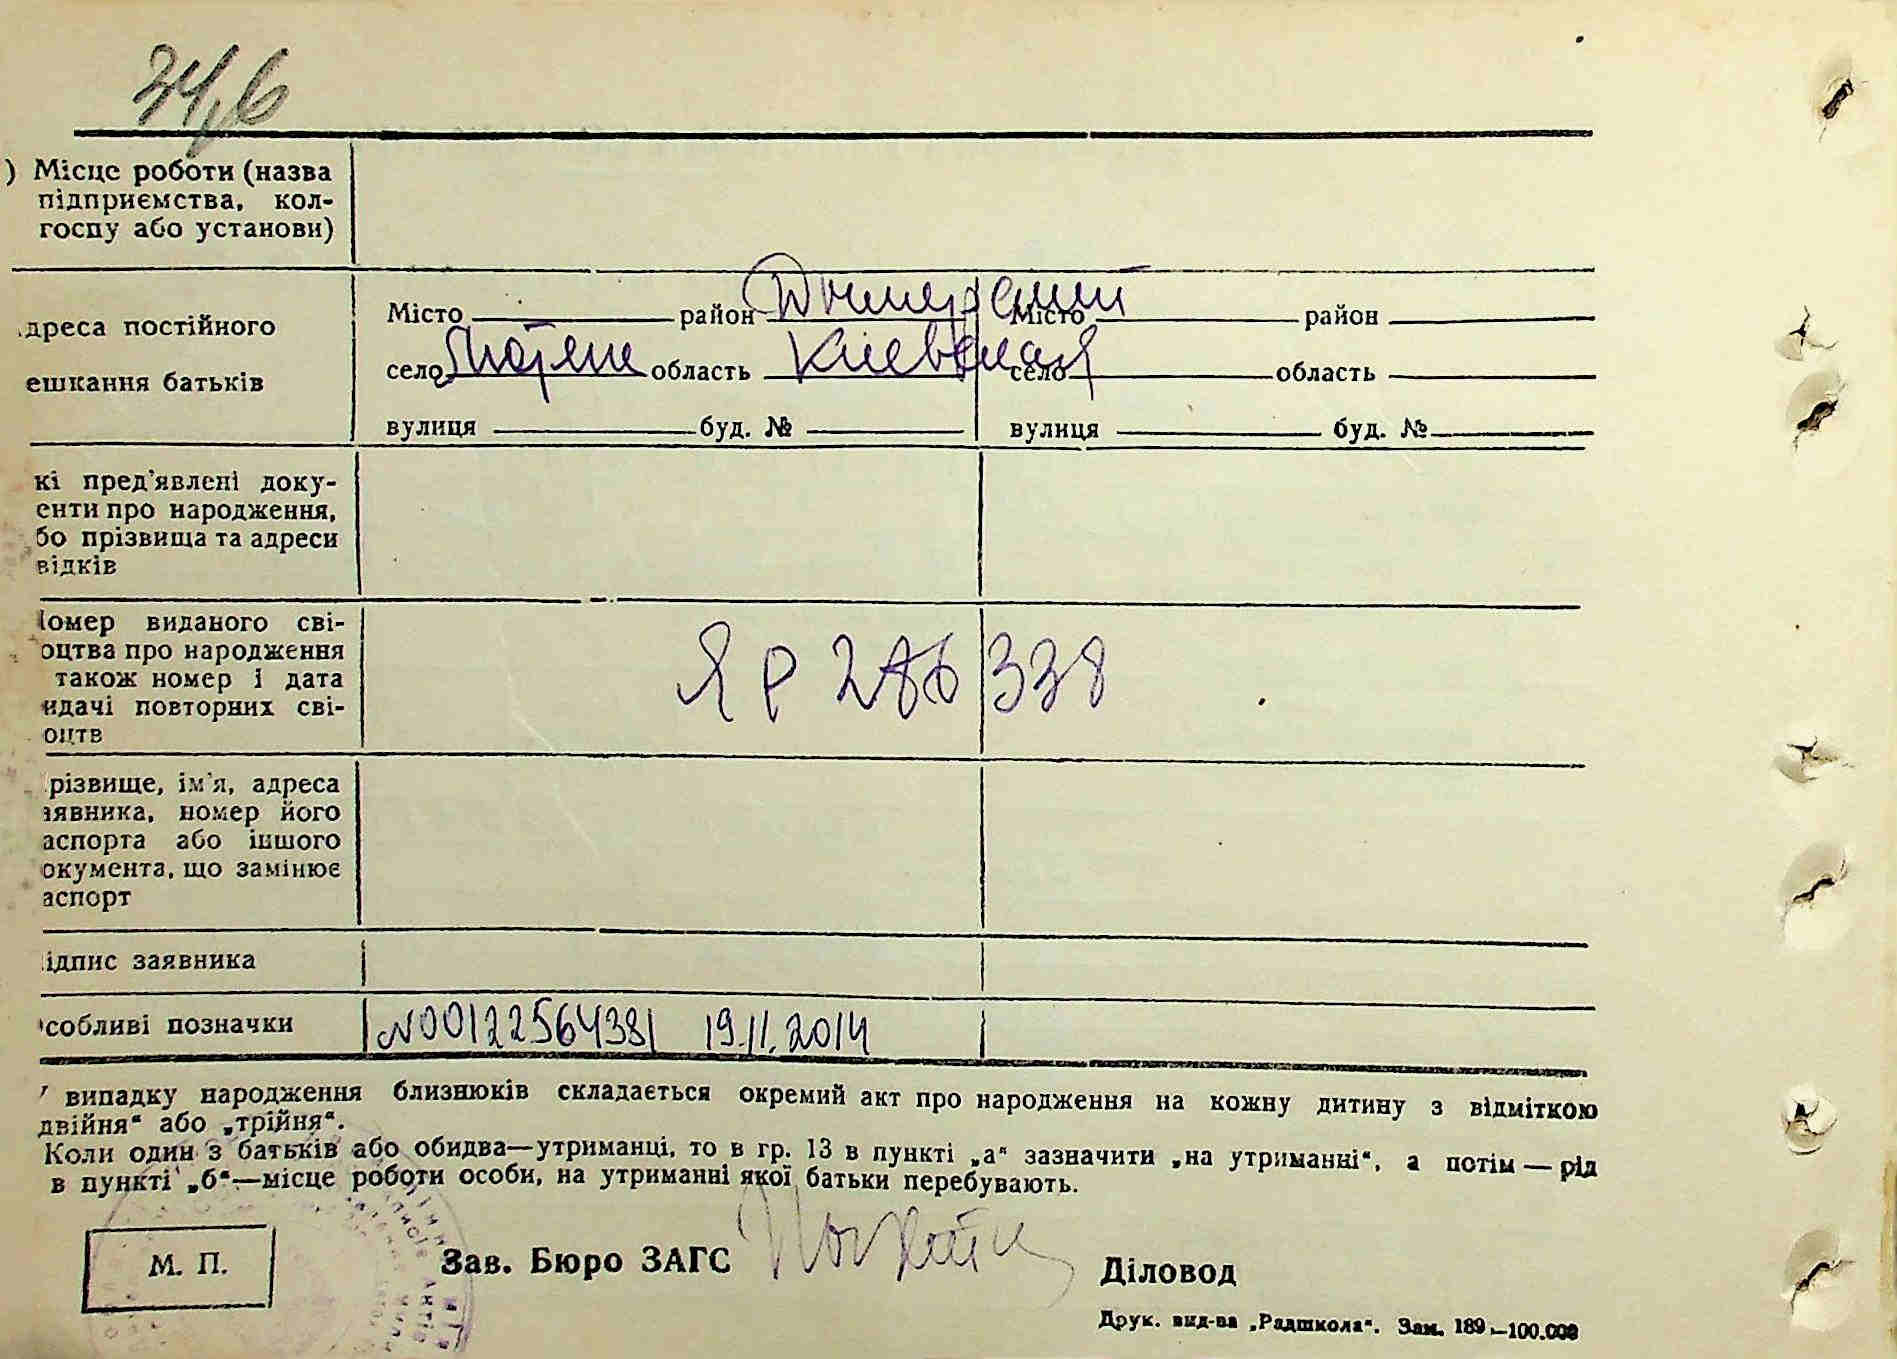 34,6
) Місце роботи (назва
підприємства, кол-
госпу або установи)
дреса постійного
ешкання батьків
Місто район Місто район
село область Киевская село область
вулиця буд. № вулиця буд. №
кі пред'явлені доку-
енти про народження,
бо прізвища та адреси
відків
омер виданого сві-
оцтва про народження
також номер і дата
идачі повторних сві-
оцтв
ЯР 286338
різвище, ім'я, адреса
аявника, номер його
аспорта або іншого
окумента, що замінює
аспорт
ідпис заявника
собливі позначки N00122564381 19.11.2014
випадку народження близнюків складається окремий акт про народження на кожну дитину з відміткою
двійня" або „трійня".
Коли один з батьків або обидва—утриманці, то в гр. 13 в пункті „а" зазначити „на утриманні", а потім — рід
в пункті „б"—місце роботи особи, на утриманні якої батьки перебувають.
М. П. Зав. Бюро ЗАГС Діловод
Друк. вид-ва „Радшкола". Зам. 189—100.000